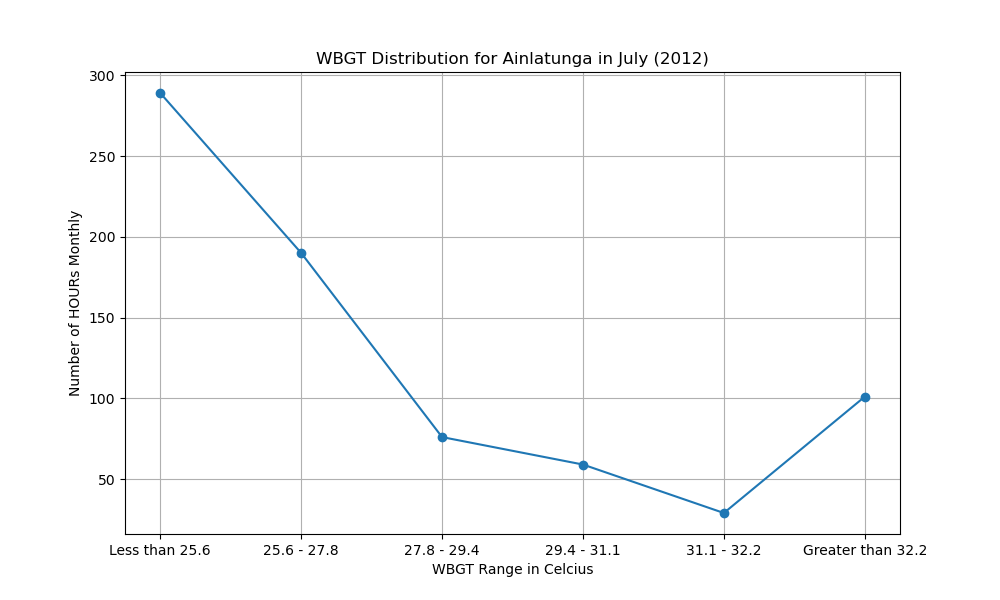 WBGT Distribution for Ainlatunga in July (2012)
Number of HOURs Monthly
300
250
200
150
100
50
Less than 25.6
25.6 - 27.8
27.8 - 29.4
29.4 - 31.1
31.1 - 32.2
Greater than 32.2
WBGT Range in Celcius